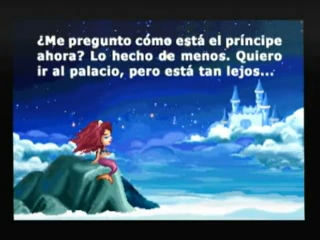 ¿Me pregunto cómo está el príncipe
ahora? Lo hecho de menos. Quiero
ir al palacio, pero está tan lejos...